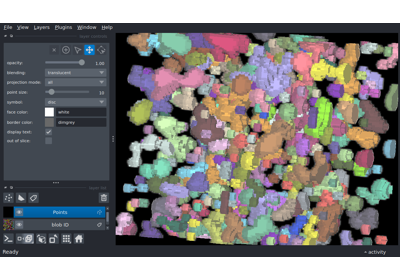 File View Layers Plugins Window Help
opacity: 1.00
blending: translucent
projection mode: all
point size: 10
symbol: disc
face color: white
border color: dimgrey
display text:
out of slice:
Points
blob ID
Ready
activity